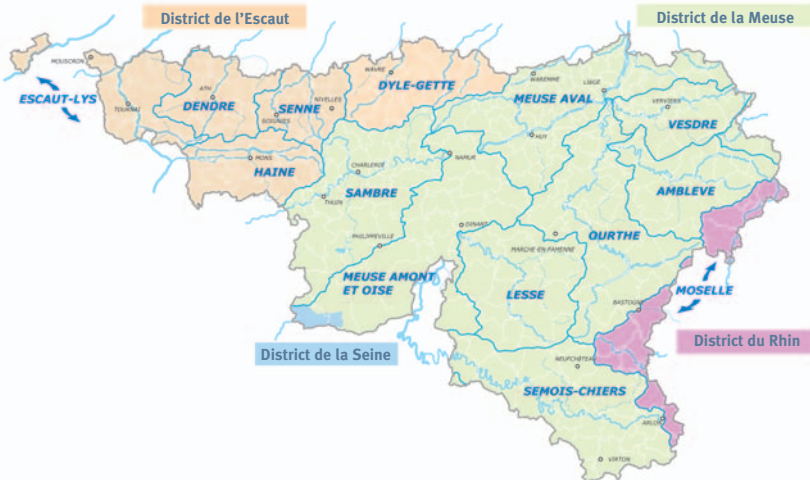 District de l'Escaut
District de la Meuse
MOUSCRON
WAVRE
WAREMME
LIÈGE
ESCAUT-LYS
ATH
DYLE-GETTE
TOURNAI
DENDRE
SENNE
NIVELLES
MEUSE AVAL
VERVIERS
SOIGNIES
VESDRE
HUY
MONS
HAINE
NAMUR
CHARLEROI
SAMBRE
AMBLEVE
THUIN
DINANT
OURTHE
PHILIPPEVILLE
MARCHE-EN-FAMENNE
MEUSE AMONT
ET OISE
LESSE
MOSELLE
BASTOGNE
District de la Seine
District du Rhin
NEUFCHÂTEAU
SEMOIS-CHIERS
ARLON
VIRTON